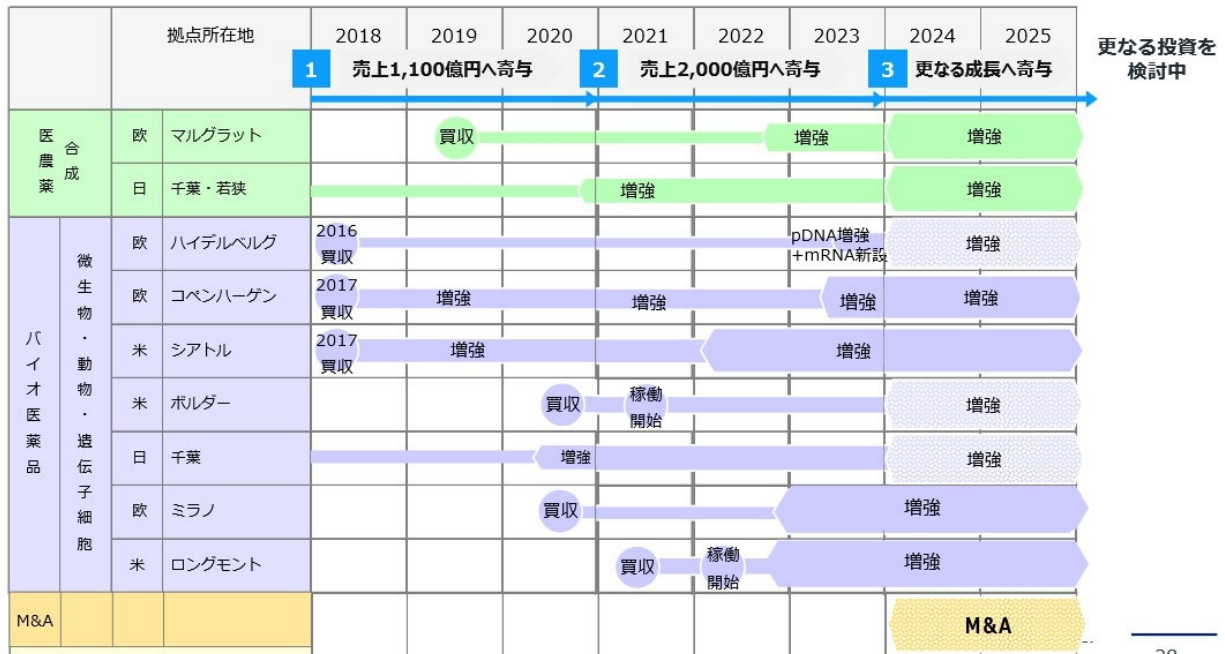 拠点所在地
2018 2019 2020 2021 2022 2023 2024 2025
1 売上1,100億円へ寄与 2 売上2,000億円へ寄与 3 更なる成長へ寄与
更なる投資を
検討中
医農薬 合成
欧 マルグラット 買収 増強 増強
日 千葉・若狭 増強 増強
バイオ医薬品
微生物・動物・遺伝子細胞
欧 ハイデルベルグ 2016 買収 pDNA増強 +mRNA新設 増強
欧 コペンハーゲン 2017 買収 増強 増強 増強 増強
米 シアトル 2017 買収 増強 増強
米 ボルダー 買収 稼働 開始 増強
日 千葉 増強 増強
欧 ミラノ 買収 増強
米 ロングモント 買収 稼働 開始 増強
M&A M&A